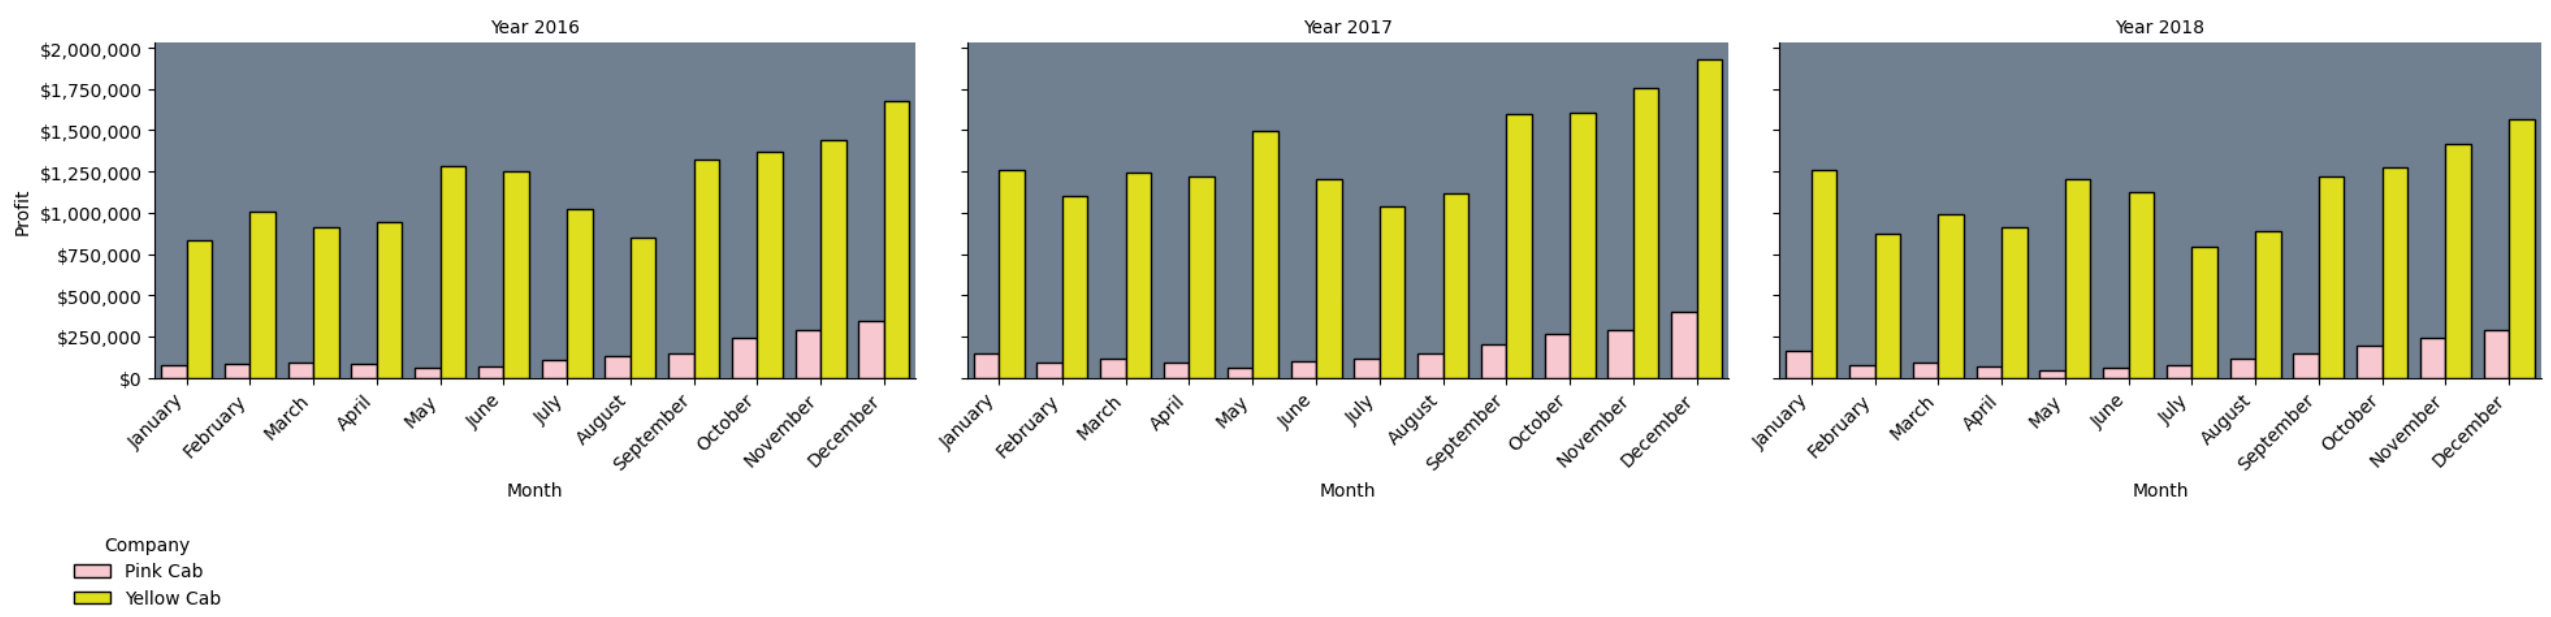 Year 2016
Year 2017
Year 2018
Profit
$2,000,000
$1,750,000
$1,500,000
$1,250,000
$1,000,000
$750,000
$500,000
$250,000
$0
January February March April May June July August September October November December
January February March April May June July August September October November December
January February March April May June July August September October November December
Month
Month
Month
Company
Pink Cab
Yellow Cab